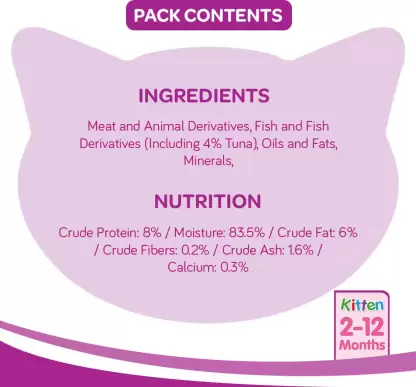 PACK CONTENTS
INGREDIENTS
Meat and Animal Derivatives, Fish and Fish
Derivatives (Including 4% Tuna), Oils and Fats,
Minerals,
NUTRITION
Crude Protein: 8% / Moisture: 83.5% / Crude Fat: 6%
/ Crude Fibers: 0.2% / Crude Ash: 1.6% /
Calcium: 0.3%
Kitten
2-12
Months